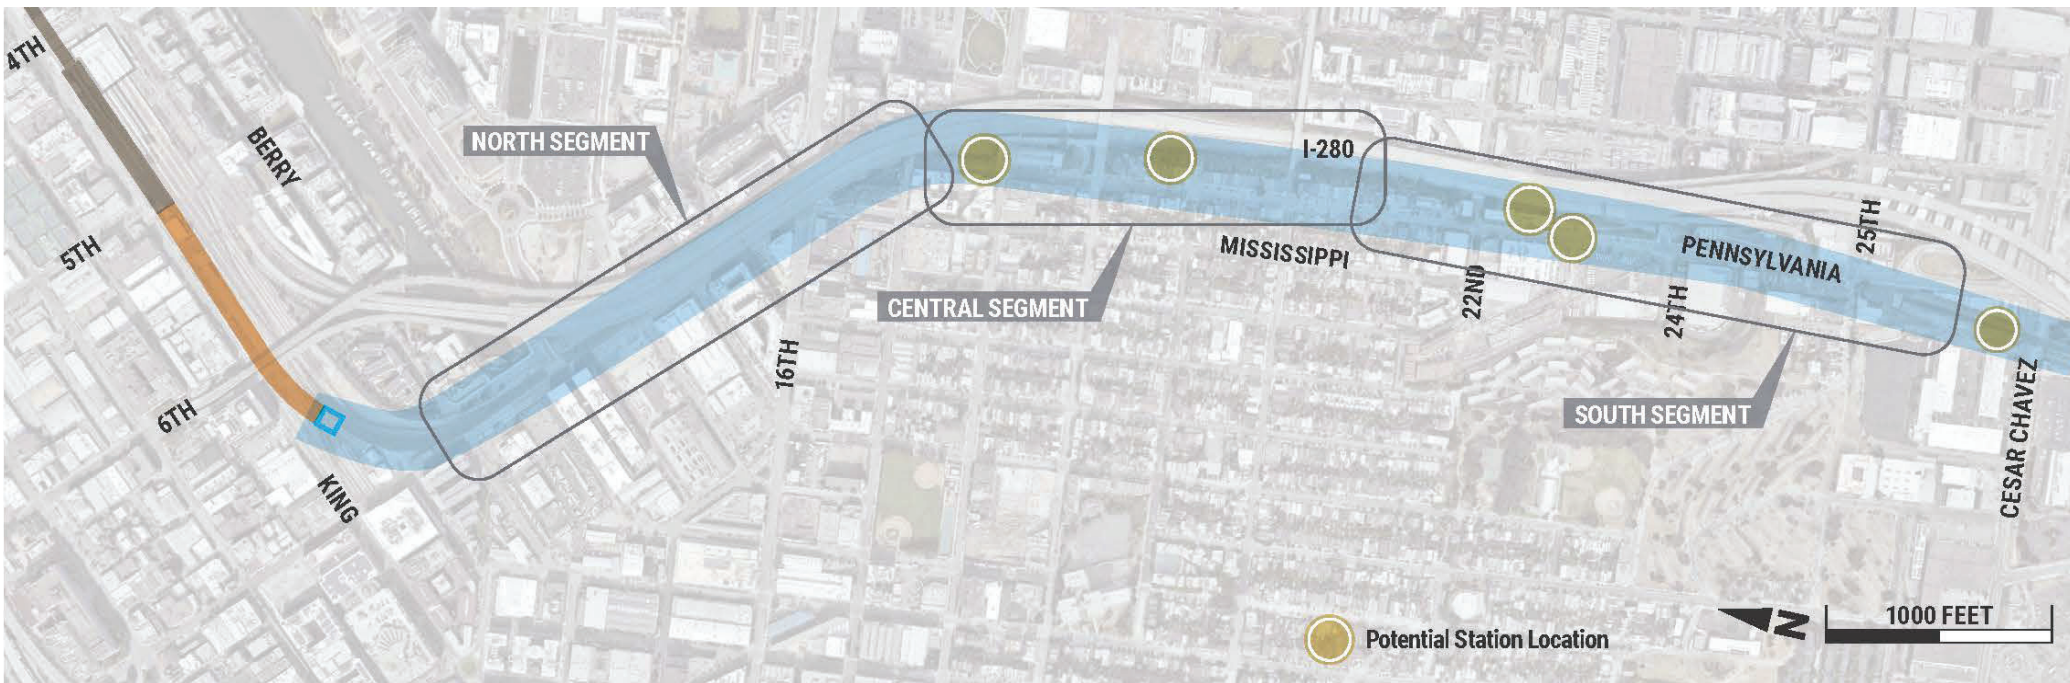 4TH
BERRY
5TH
6TH
KING
NORTH SEGMENT
16TH
CENTRAL SEGMENT
I-280
MISSISSIPPI
22ND
24TH
PENNSYLVANIA
25TH
SOUTH SEGMENT
CESAR CHAVEZ
Potential Station Location
N
1000 FEET